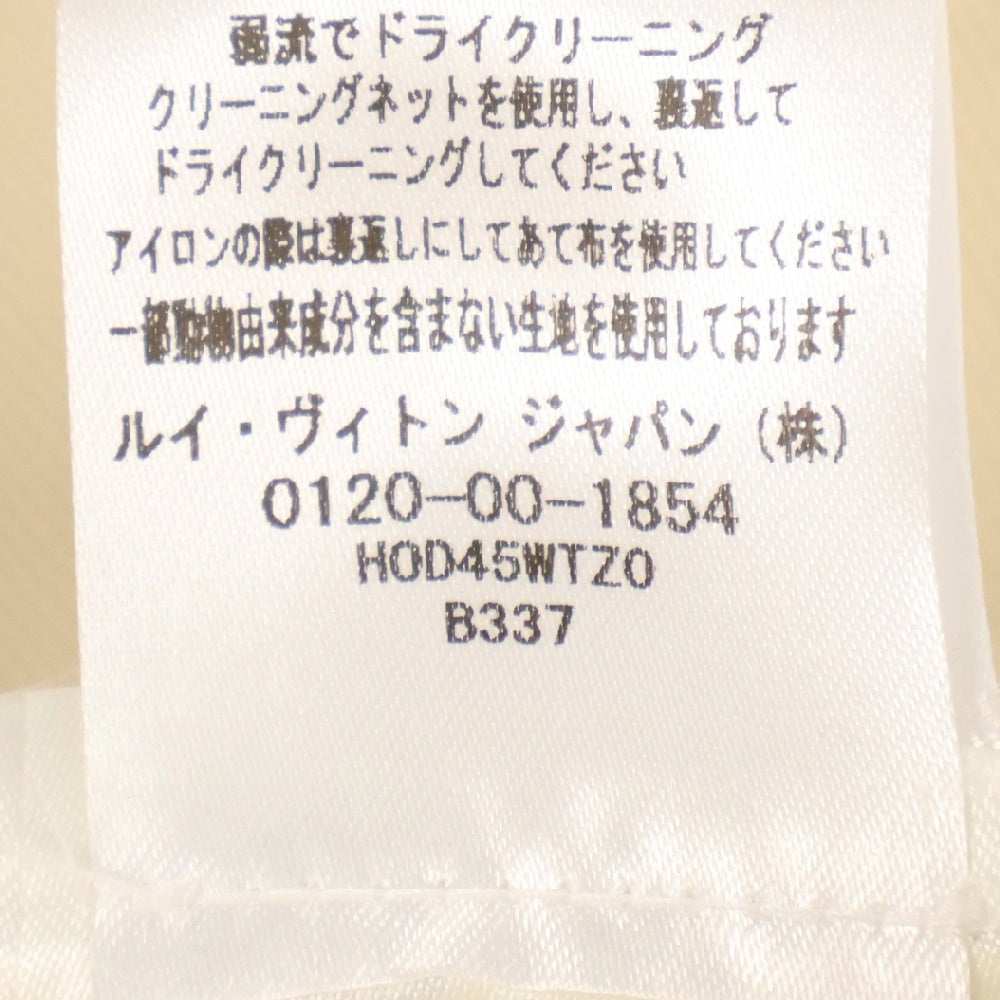 弱流でドライクリーニング
クリーニングネットを使用し、裏返して
ドライクリーニングしてください
アイロンの際は裏返しにしてあて布を使用してください
一部動物由来成分を含まない生地を使用しております
ルイ・ヴィトン ジャパン (株)
0120-00-1854
HOD45WTZO
B337